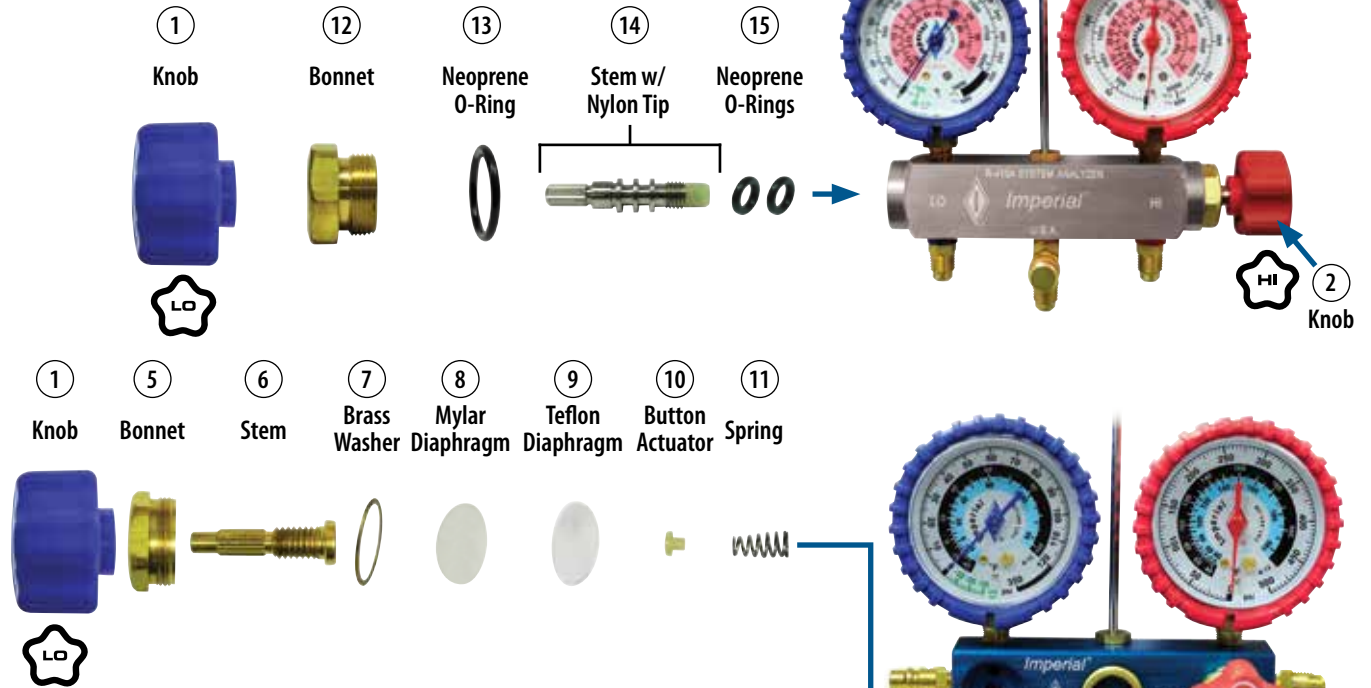 1
12
13
14
15
Knob
Bonnet
Neoprene
O-Ring
Stem w/
Nylon Tip
Neoprene
O-Rings
LO
LO
Imperial
HI
U.S.A.
HI
2
Knob
1
5
6
7
8
9
10
11
Knob
Bonnet
Stem
Brass
Washer
Mylar
Diaphragm
Teflon
Diaphragm
Button
Actuator
Spring
LO
Imperial